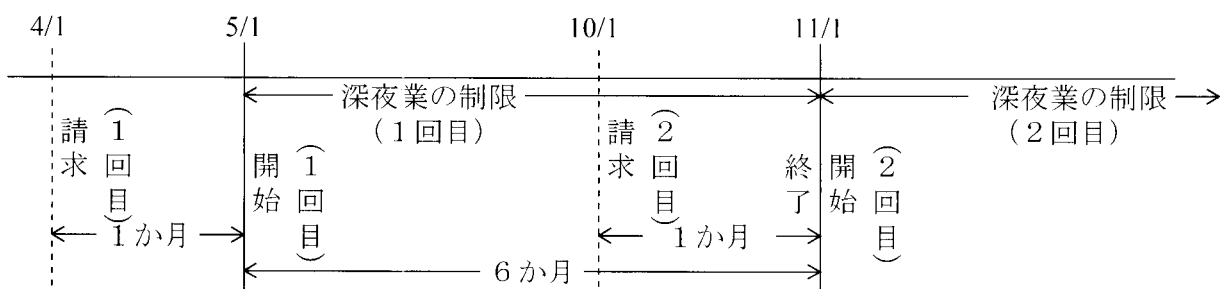 4/1
5/1
10/1
11/1
深夜業の制限
（1回目）
深夜業の制限
（2回目）
請求（1回目）
開始（1回目）
請求（2回目）
終了
開始（2回目）
1か月
1か月
6か月